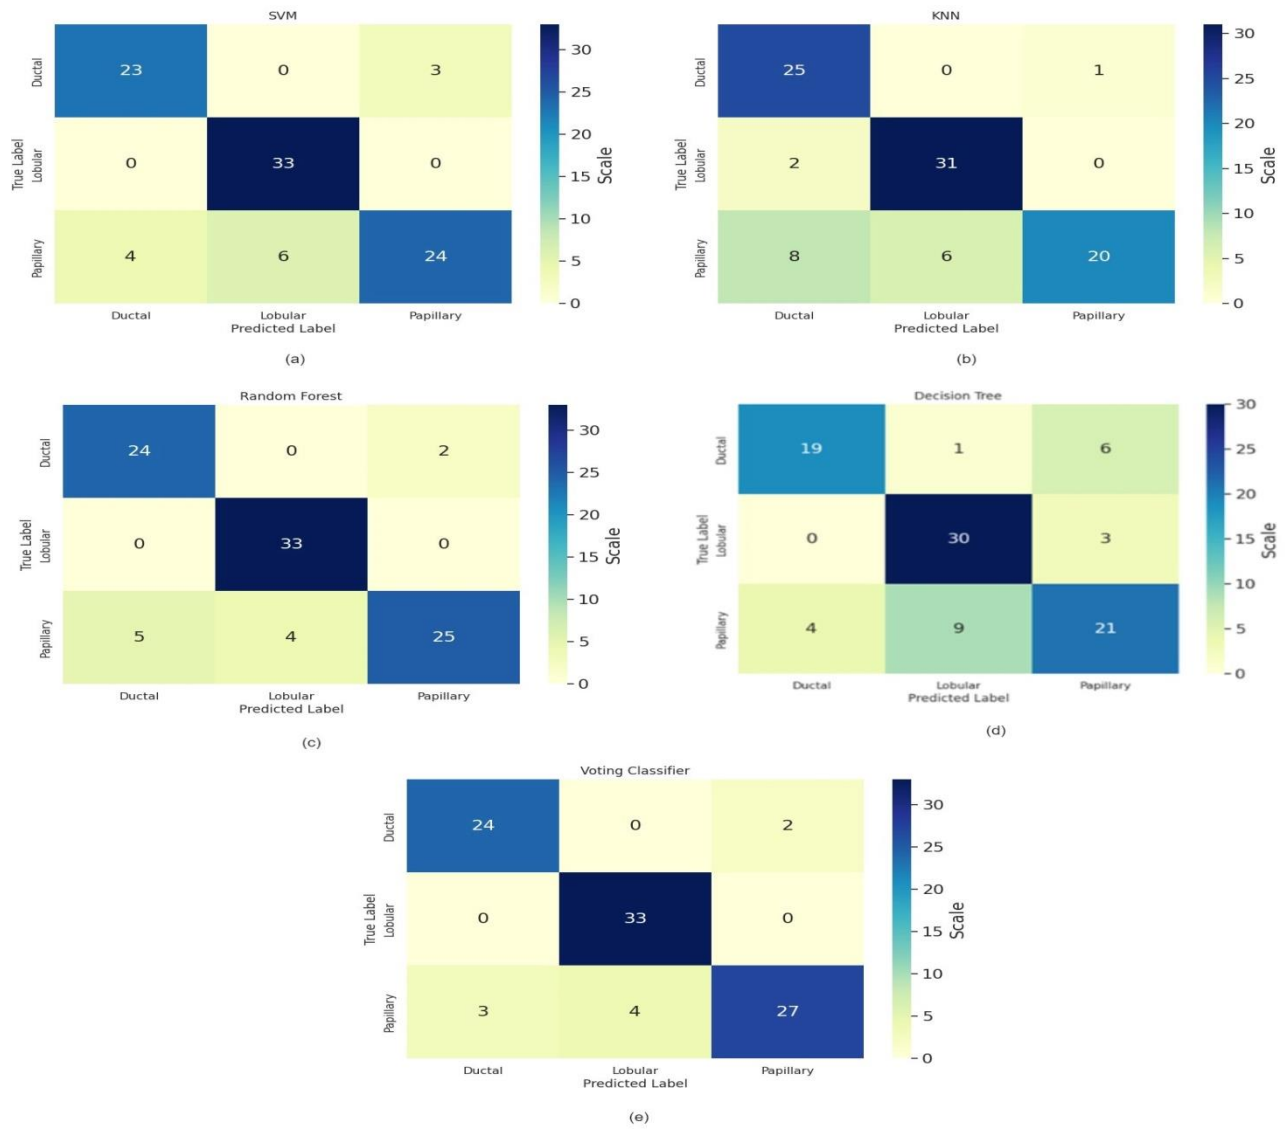 SVM
Ductal 23 0 3
True Label
Lobular 0 33 0
Papillary 4 6 24
Ductal Lobular Papillary
Predicted Label
30
25
20
15
10
5
0
Scale
(a)
KNN
Ductal 25 0 1
True Label
Lobular 2 31 0
Papillary 8 6 20
Ductal Lobular Papillary
Predicted Label
30
25
20
15
10
5
0
Scale
(b)
Random Forest
Ductal 24 0 2
True Label
Lobular 0 33 0
Papillary 5 4 25
Ductal Lobular Papillary
Predicted Label
30
25
20
15
10
5
0
Scale
(c)
Decision Tree
Ductal 19 1 6
True Label
Lobular 0 30 3
Papillary 4 9 21
Ductal Lobular Papillary
Predicted Label
30
25
20
15
10
5
0
Scale
(d)
Voting Classifier
Ductal 24 0 2
True Label
Lobular 0 33 0
Papillary 3 4 27
Ductal Lobular Papillary
Predicted Label
30
25
20
15
10
5
0
Scale
(e)